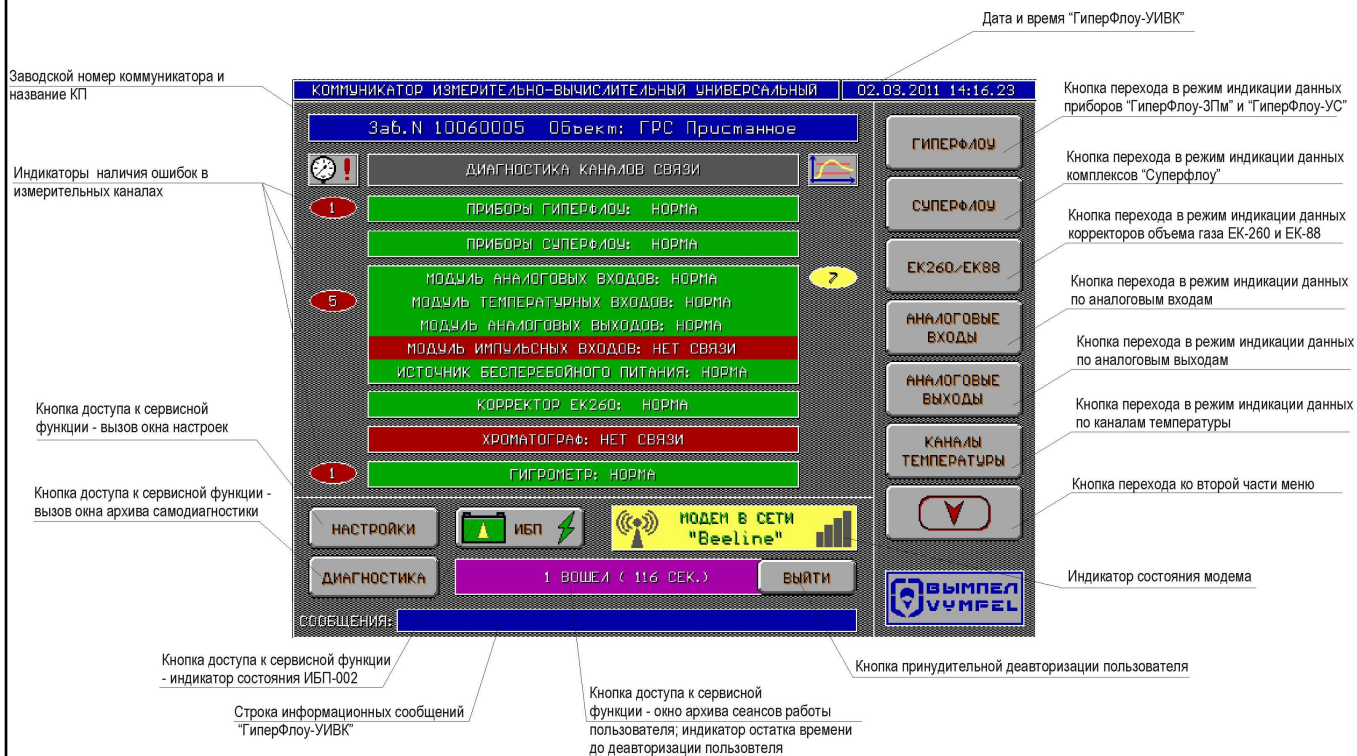 Дата и время “ГиперФлоу-УИВК”
Заводской номер коммуникатора и
название КП
Индикаторы наличия ошибок в
измерительных каналах
Кнопка доступа к сервисной
функции - вызов окна настроек
Кнопка доступа к сервисной функции -
вызов окна архива самодиагностики
КОММУНИКАТОР ИЗМЕРИТЕЛЬНО-ВЫЧИСЛИТЕЛЬНЫЙ УНИВЕРСАЛЬНЫЙ
02.03.2011 14:16.23
Заб.N 10060005 Объект: ГРС Пристанное
ДИАГНОСТИКА КАНАЛОВ СВЯЗИ
1
ПРИБОРЫ ГИПЕРФЛОУ: НОРМА
ПРИБОРЫ СУПЕРФЛОУ: НОРМА
МОДУЛЬ АНАЛОГОВЫХ ВХОДОВ: НОРМА
?
5
МОДУЛЬ ТЕМПЕРАТУРНЫХ ВХОДОВ: НОРМА
МОДУЛЬ АНАЛОГОВЫХ ВЫХОДОВ: НОРМА
МОДУЛЬ ИМПУЛЬСНЫХ ВХОДОВ: НЕТ СВЯЗИ
ИСТОЧНИК БЕСПЕРЕБОЙНОГО ПИТАНИЯ: НОРМА
КОРРЕКТОР ЕК260: НОРМА
ХРОМАТОГРАФ: НЕТ СВЯЗИ
1
ГИГРОМЕТР: НОРМА
НАСТРОЙКИ
ИБП
МОДЕМ В СЕТИ
"Beeline"
ДИАГНОСТИКА
1 ВОШЕЛ ( 116 СЕК.)
ВЫЙТИ
СООБЩЕНИЯ:
ГИПЕРФЛОУ
СУПЕРФЛОУ
ЕК260/ЕК88
АНАЛОГОВЫЕ
ВХОДЫ
АНАЛОГОВЫЕ
ВЫХОДЫ
КАНАЛЫ
ТЕМПЕРАТУРЫ
ВЫМПЕЛ
VYMPEL
Кнопка перехода в режим индикации данных
приборов “ГиперФлоу-3Пм” и “ГиперФлоу-УС”
Кнопка перехода в режим индикации данных
комплексов “Суперфлоу”
Кнопка перехода в режим индикации данных
корректоров объема газа ЕК-260 и ЕК-88
Кнопка перехода в режим индикации данных
по аналоговым входам
Кнопка перехода в режим индикации данных
по аналоговым выходам
Кнопка перехода в режим индикации данных
по каналам температуры
Кнопка перехода ко второй части меню
Индикатор состояния модема
Кнопка доступа к сервисной функции
- индикатор состояния ИБП-002
Строка информационных сообщений
“ГиперФлоу-УИВК”
Кнопка доступа к сервисной
функции - окно архива сеансов работы
пользователя; индикатор остатка времени
до деавторизации пользовтеля
Кнопка принудительной деавторизации пользователя